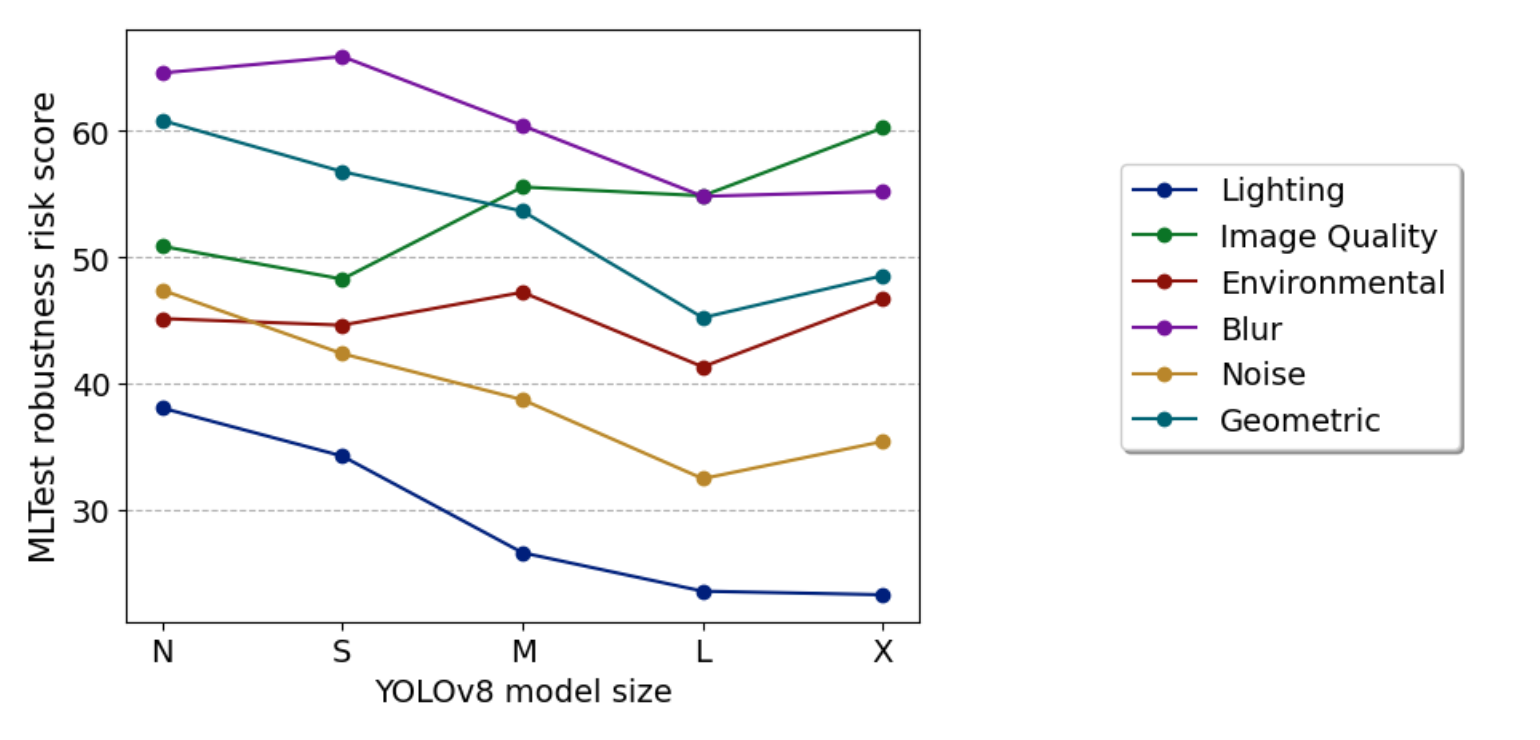 MLTest robustness risk score
60
50
40
30
N S M L X
YOLOv8 model size
Lighting
Image Quality
Environmental
Blur
Noise
Geometric